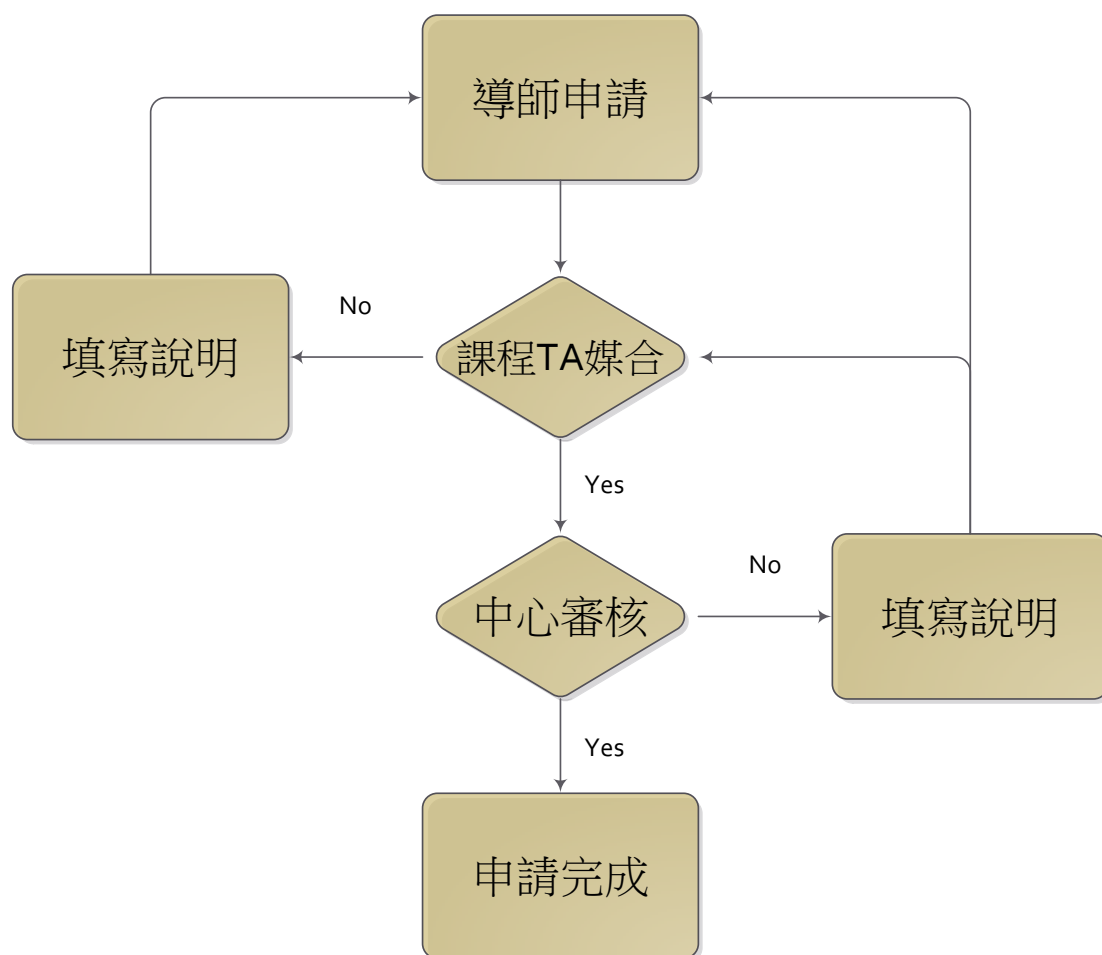 導師申請
No
填寫說明
課程TA媒合
Yes
No
中心審核
填寫說明
Yes
申請完成